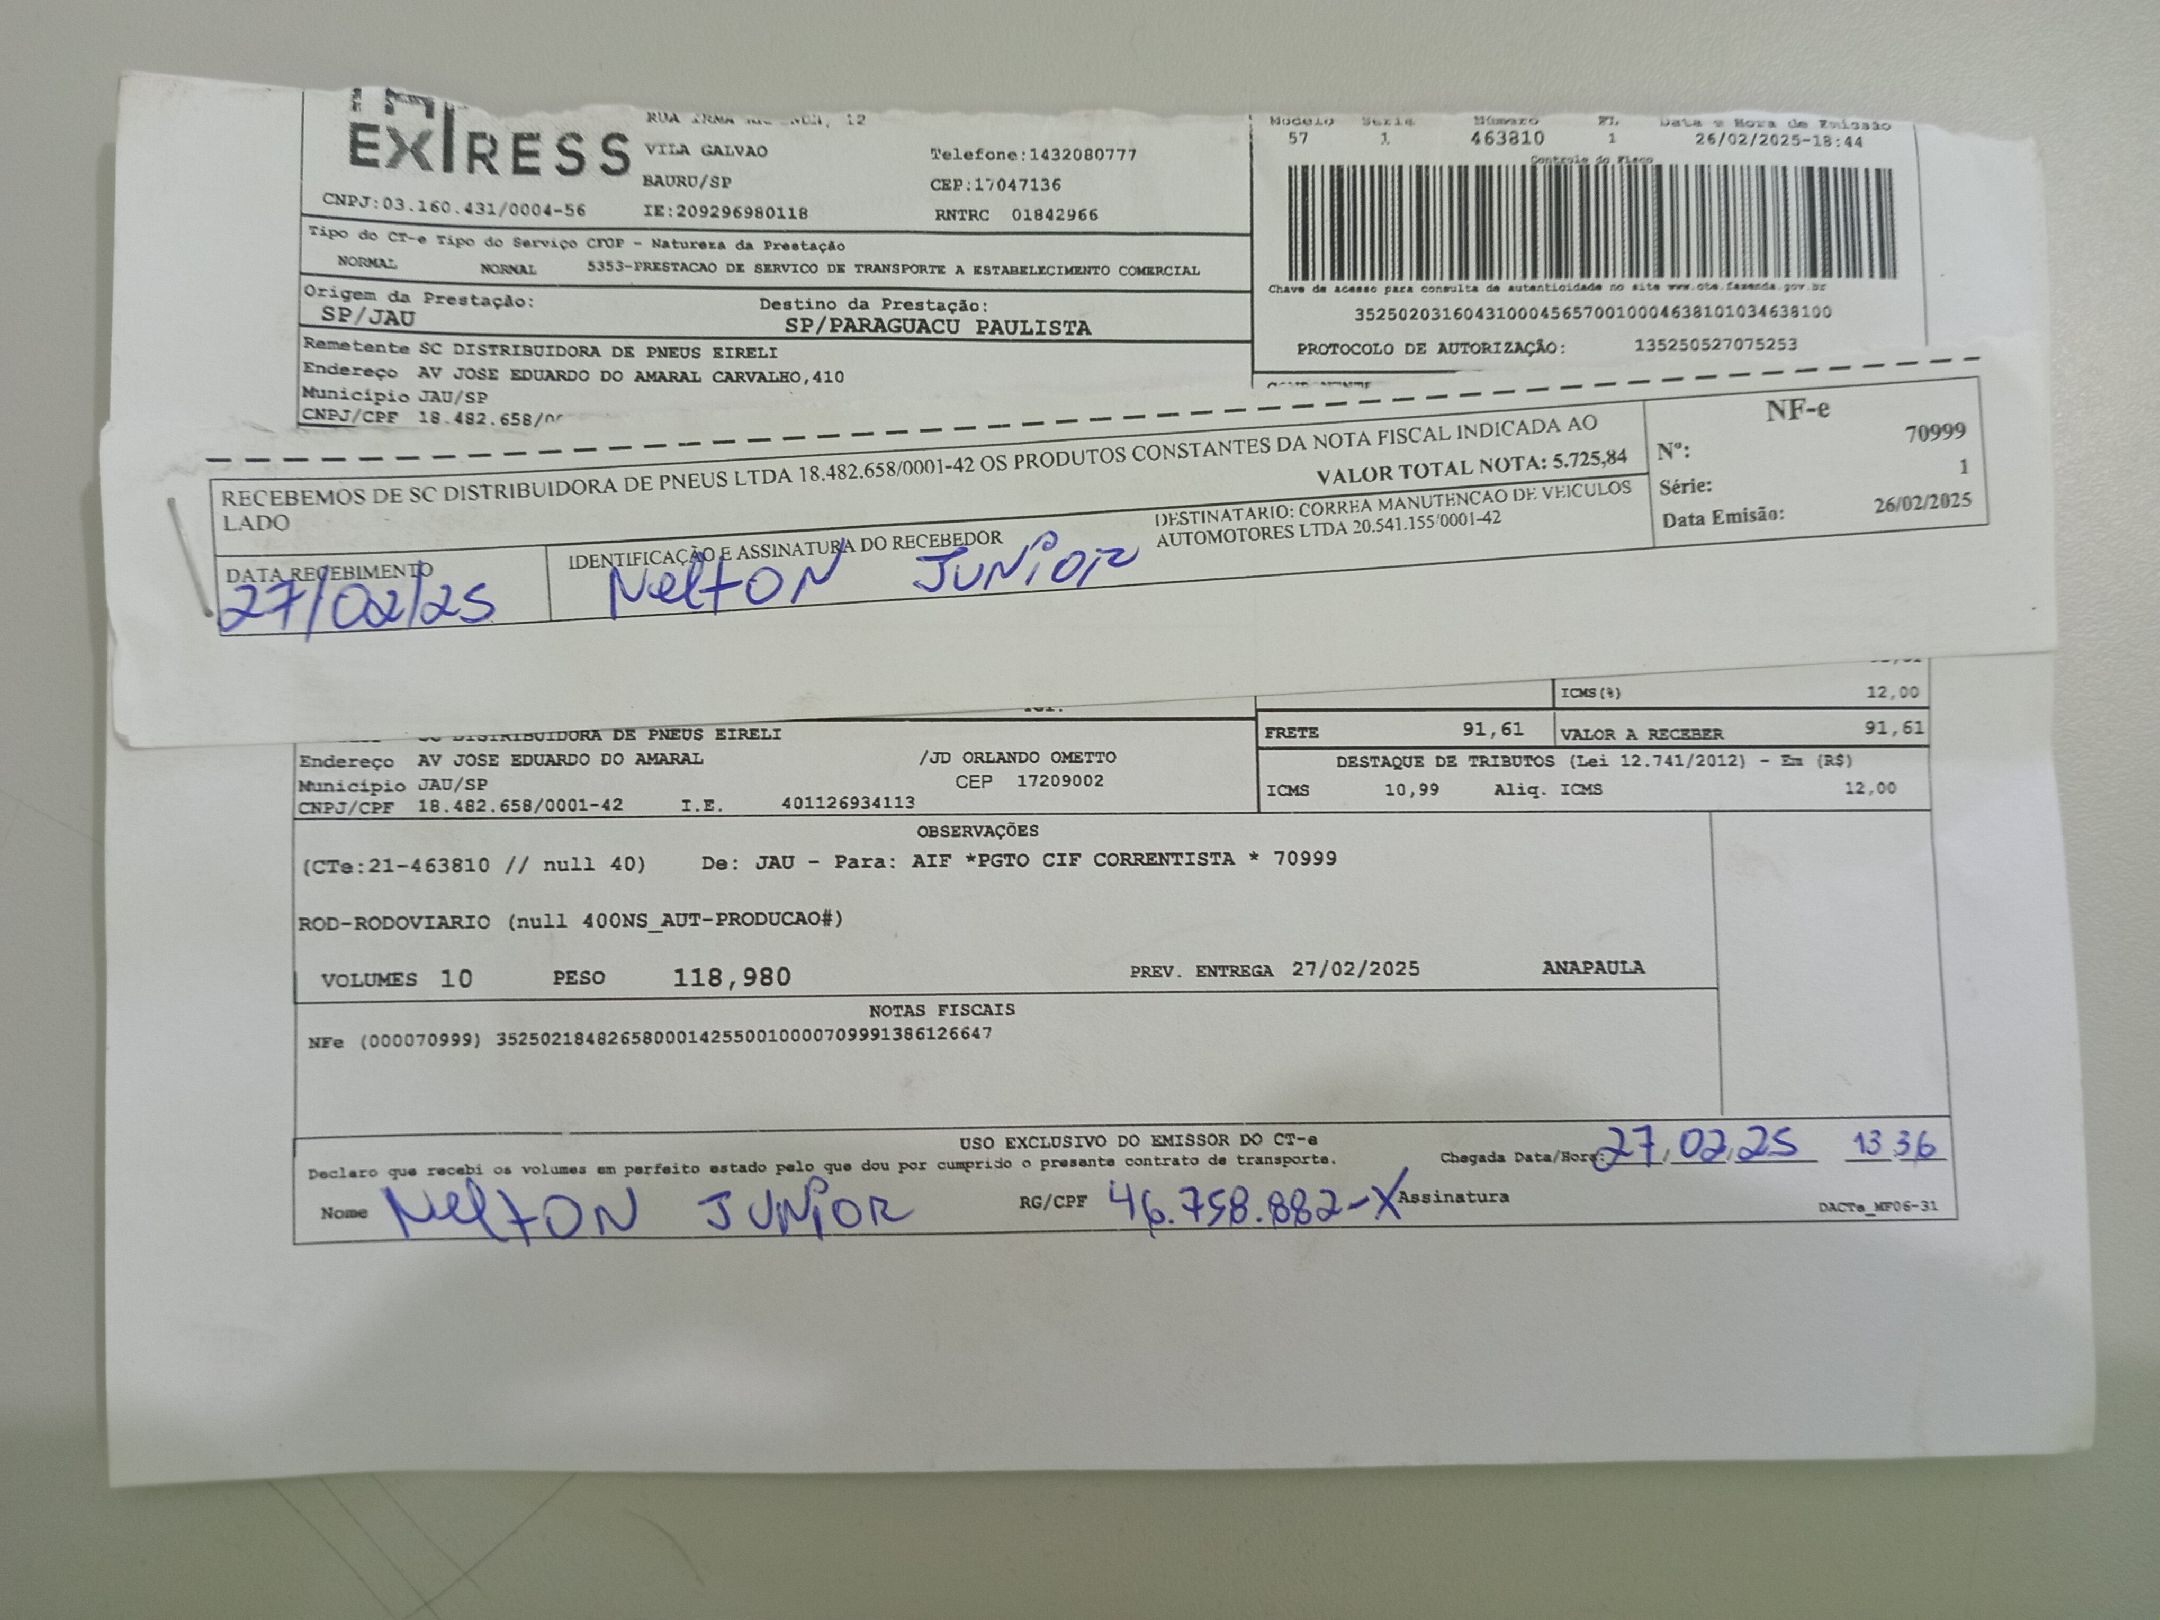 EXPRESS
RUA
, 12
VILA GALVAO
Telefone:1432080777
BAURU/SP
CEP:17047136
CNPJ:03.160.431/0004-56
IE:209296980118
RNTRC 01842966
Modelo Serie Número FL Data e Hora de Emissão
57 1 463810 1 26/02/2025-18:44
Controle do Fisco
Chave de acesso para consulta de autenticidade no site www.cte.fazenda.gov.br
35250203160431000456570010004638101034638100
PROTOCOLO DE AUTORIZAÇÃO: 135250527075253
Tipo do CT-e Tipo do Serviço CFOP - Natureza da Prestação
NORMAL NORMAL 5353-PRESTACAO DE SERVICO DE TRANSPORTE A ESTABELECIMENTO COMERCIAL
Origem da Prestação: Destino da Prestação:
SP/JAU SP/PARAGUACU PAULISTA
Remetente SC DISTRIBUIDORA DE PNEUS EIRELI
Endereço AV JOSE EDUARDO DO AMARAL CARVALHO,410
Município JAU/SP
CNPJ/CPF 18.482.658/0
RECEBEMOS DE SC DISTRIBUIDORA DE PNEUS LTDA 18.482.658/0001-42 OS PRODUTOS CONSTANTES DA NOTA FISCAL INDICADA AO
LADO
VALOR TOTAL NOTA: 5.725,84
DESTINATÁRIO: CORREA MANUTENCAO DE VEICULOS
AUTOMOTORES LTDA 20.541.155/0001-42
DATA RECEBIMENTO
27/02/25
IDENTIFICAÇÃO E ASSINATURA DO RECEBEDOR
Nelton JUNIOR
NF-e
Nº: 70999
Série: 1
Data Emisão: 26/02/2025
ICMS(%) 12,00
SC DISTRIBUIDORA DE PNEUS EIRELI
FRETE 91,61 VALOR A RECEBER 91,61
Endereço AV JOSE EDUARDO DO AMARAL /JD ORLANDO OMETTO
Município JAU/SP CEP 17209002
CNPJ/CPF 18.482.658/0001-42 I.E. 401126934113
DESTAQUE DE TRIBUTOS (Lei 12.741/2012) - Em (R$)
ICMS 10,99 Aliq. ICMS 12,00
OBSERVAÇÕES
(CTe:21-463810 // null 40) De: JAU - Para: AIF *PGTO CIF CORRENTISTA * 70999
ROD-RODOVIARIO (null 400NS_AUT-PRODUCAO#)
VOLUMES 10 PESO 118,980 PREV. ENTREGA 27/02/2025 ANAPAULA
NOTAS FISCAIS
NFe (000070999) 35250218482658000142550010000709991386126647
USO EXCLUSIVO DO EMISSOR DO CT-e
Declaro que recebi os volumes em perfeito estado pelo que dou por cumprido o presente contrato de transporte.
Chegada Data/Hora: 27.02.25 13 36
Nome Nelton JUNIOR RG/CPF 46.758.882-X Assinatura
DACTe_MF06-31